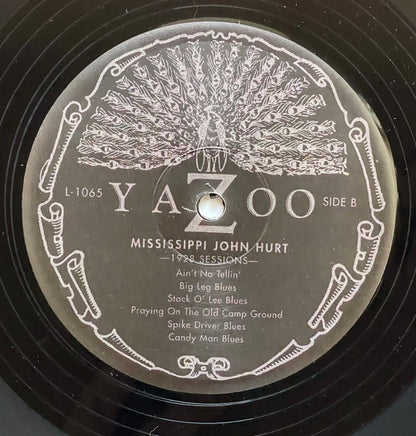 L-1065 YAZOO SIDE B
MISSISSIPPI JOHN HURT
—1928 SESSIONS—
Ain't No Tellin'
Big Leg Blues
Stack O' Lee Blues
Praying On The Old Camp Ground
Spike Driver Blues
Candy Man Blues